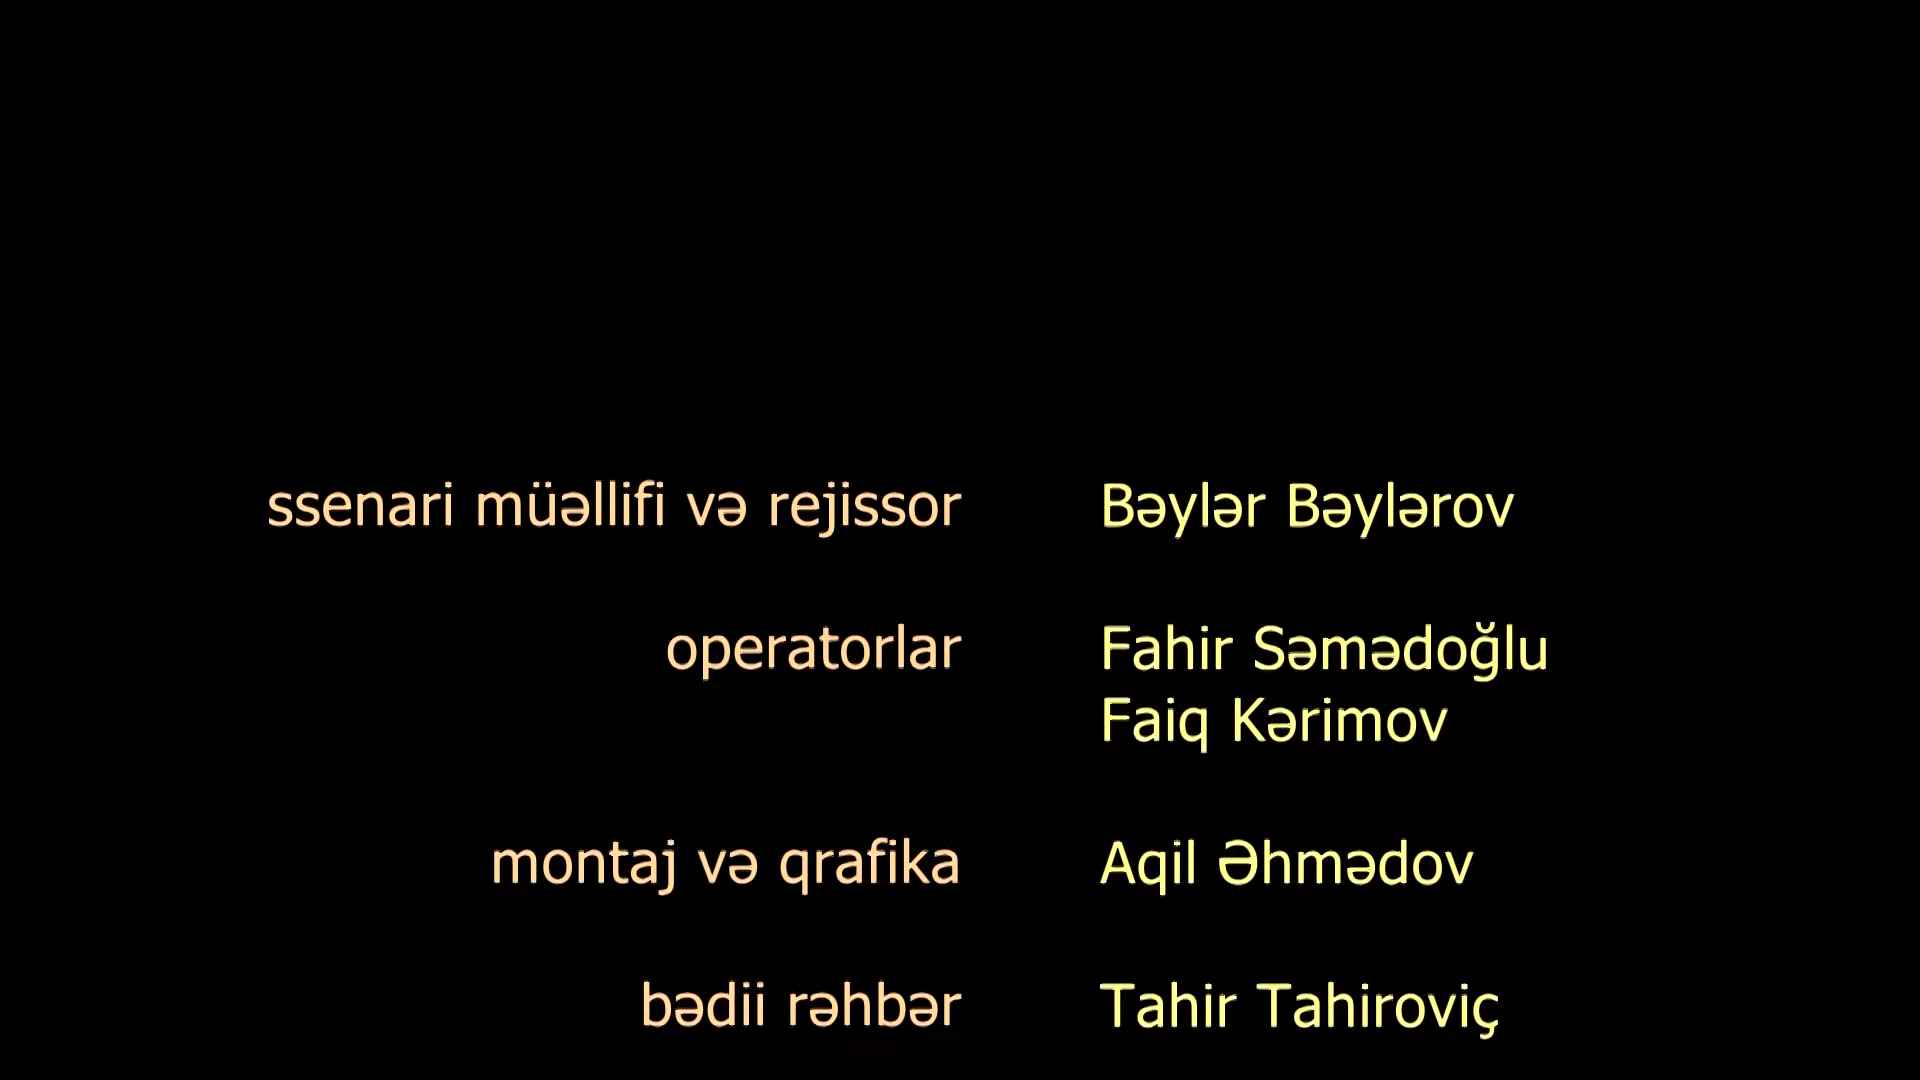 ssenari müəllifi və rejissor Bəylər Bəylərov
operatorlar Fahir Səmədoğlu
Faiq Kərimov
montaj və qrafika Aqil Əhmədov
bədii rəhbər Tahir Tahiroviç